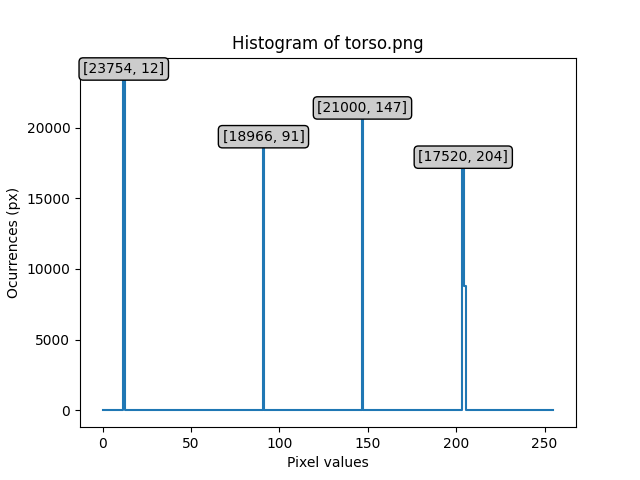 Histogram of torso.png
[23754, 12]
[21000, 147]
[18966, 91]
[17520, 204]
20000
15000
10000
5000
0
Ocurrences (px)
0 50 100 150 200 250
Pixel values